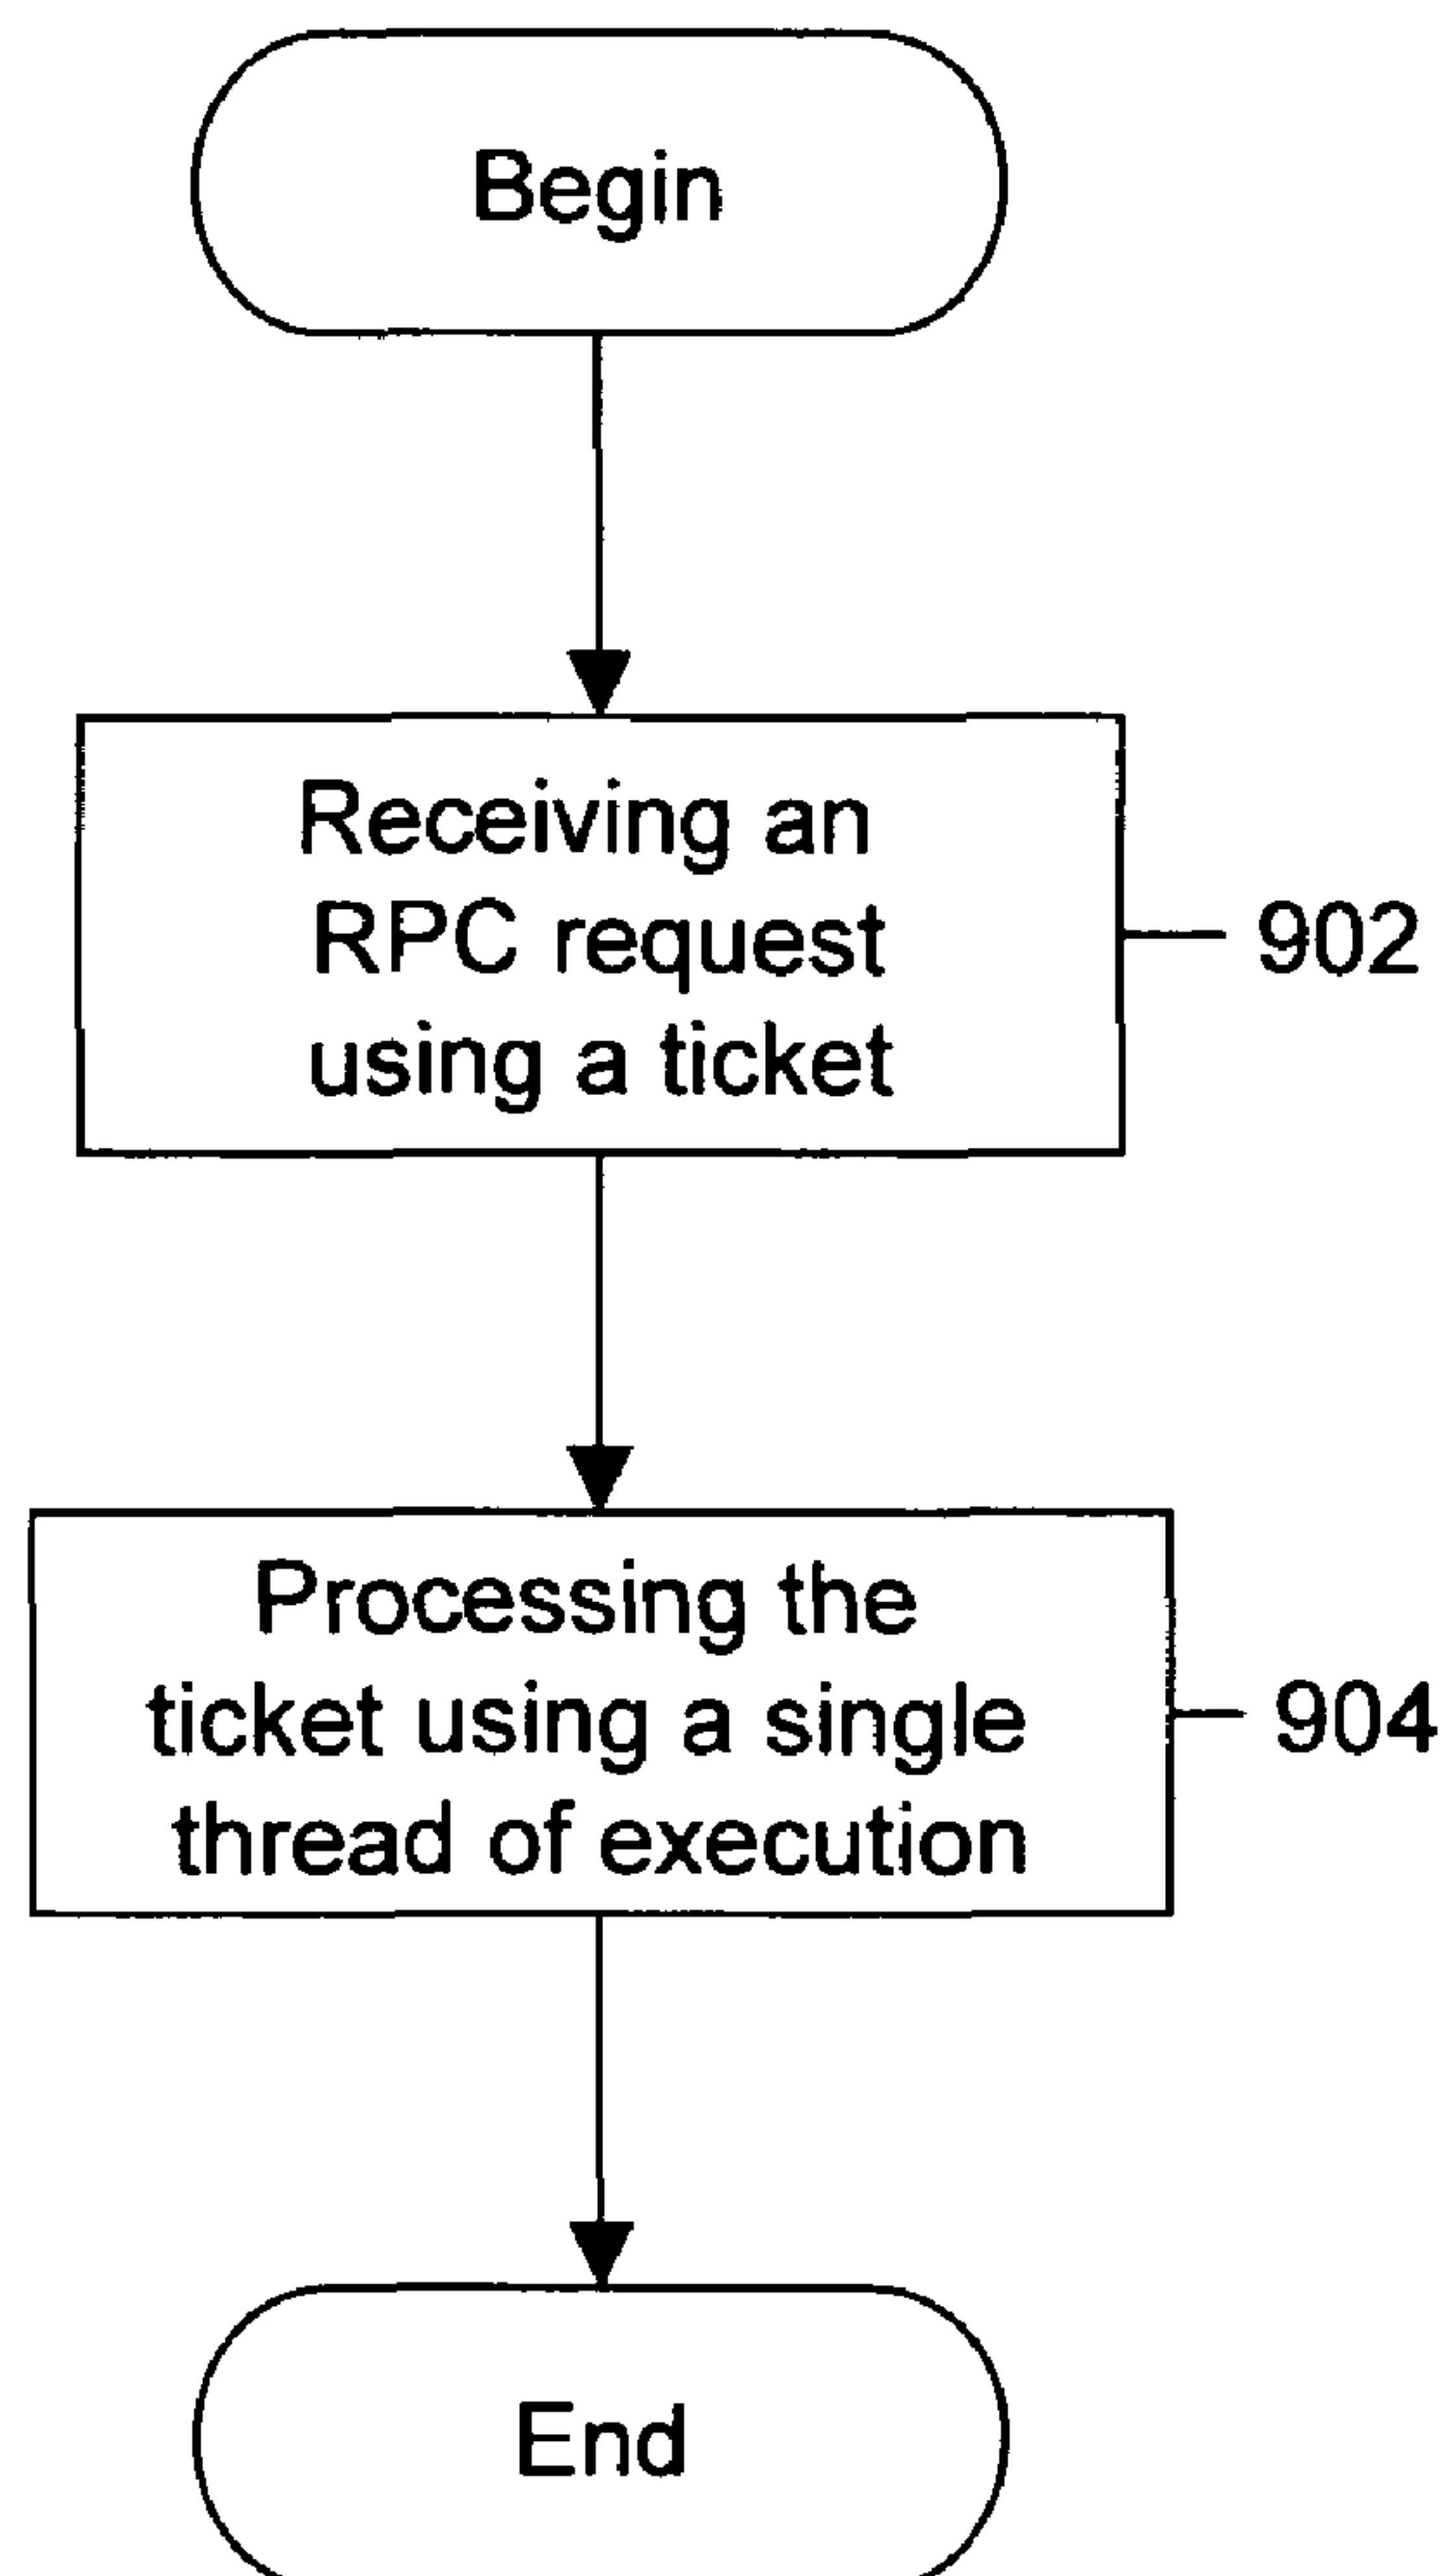 Begin
Receiving an
RPC request
using a ticket
902
Processing the
ticket using a single
thread of execution
904
End